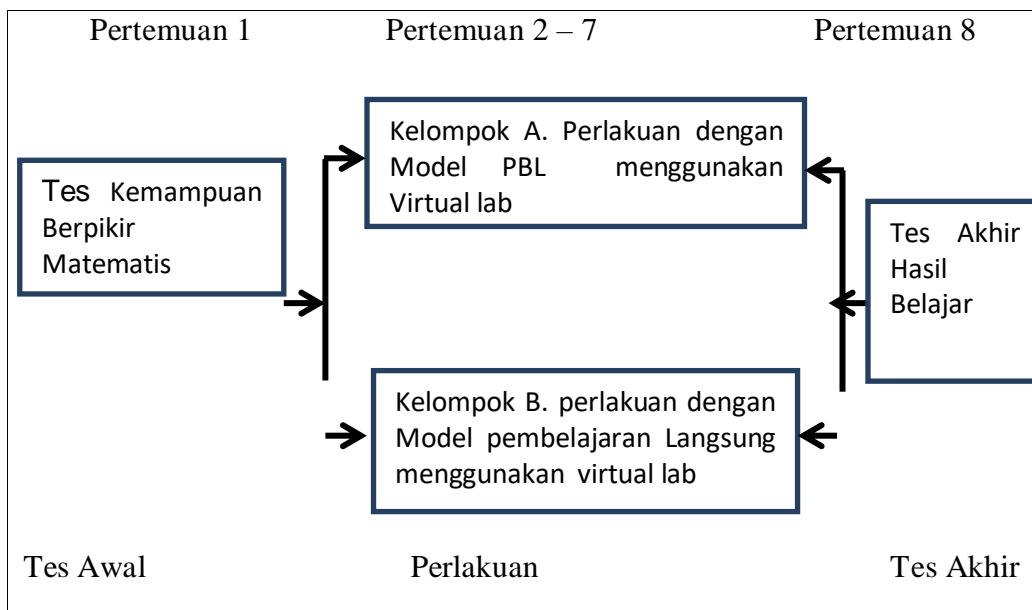 Pertemuan 1
Pertemuan 2 – 7
Pertemuan 8
Tes Kemampuan
Berpikir
Matematis
Kelompok A. Perlakuan dengan
Model PBL menggunakan
Virtual lab
Kelompok B. perlakuan dengan
Model pembelajaran Langsung
menggunakan virtual lab
Tes Akhir
Hasil
Belajar
Tes Awal
Perlakuan
Tes Akhir